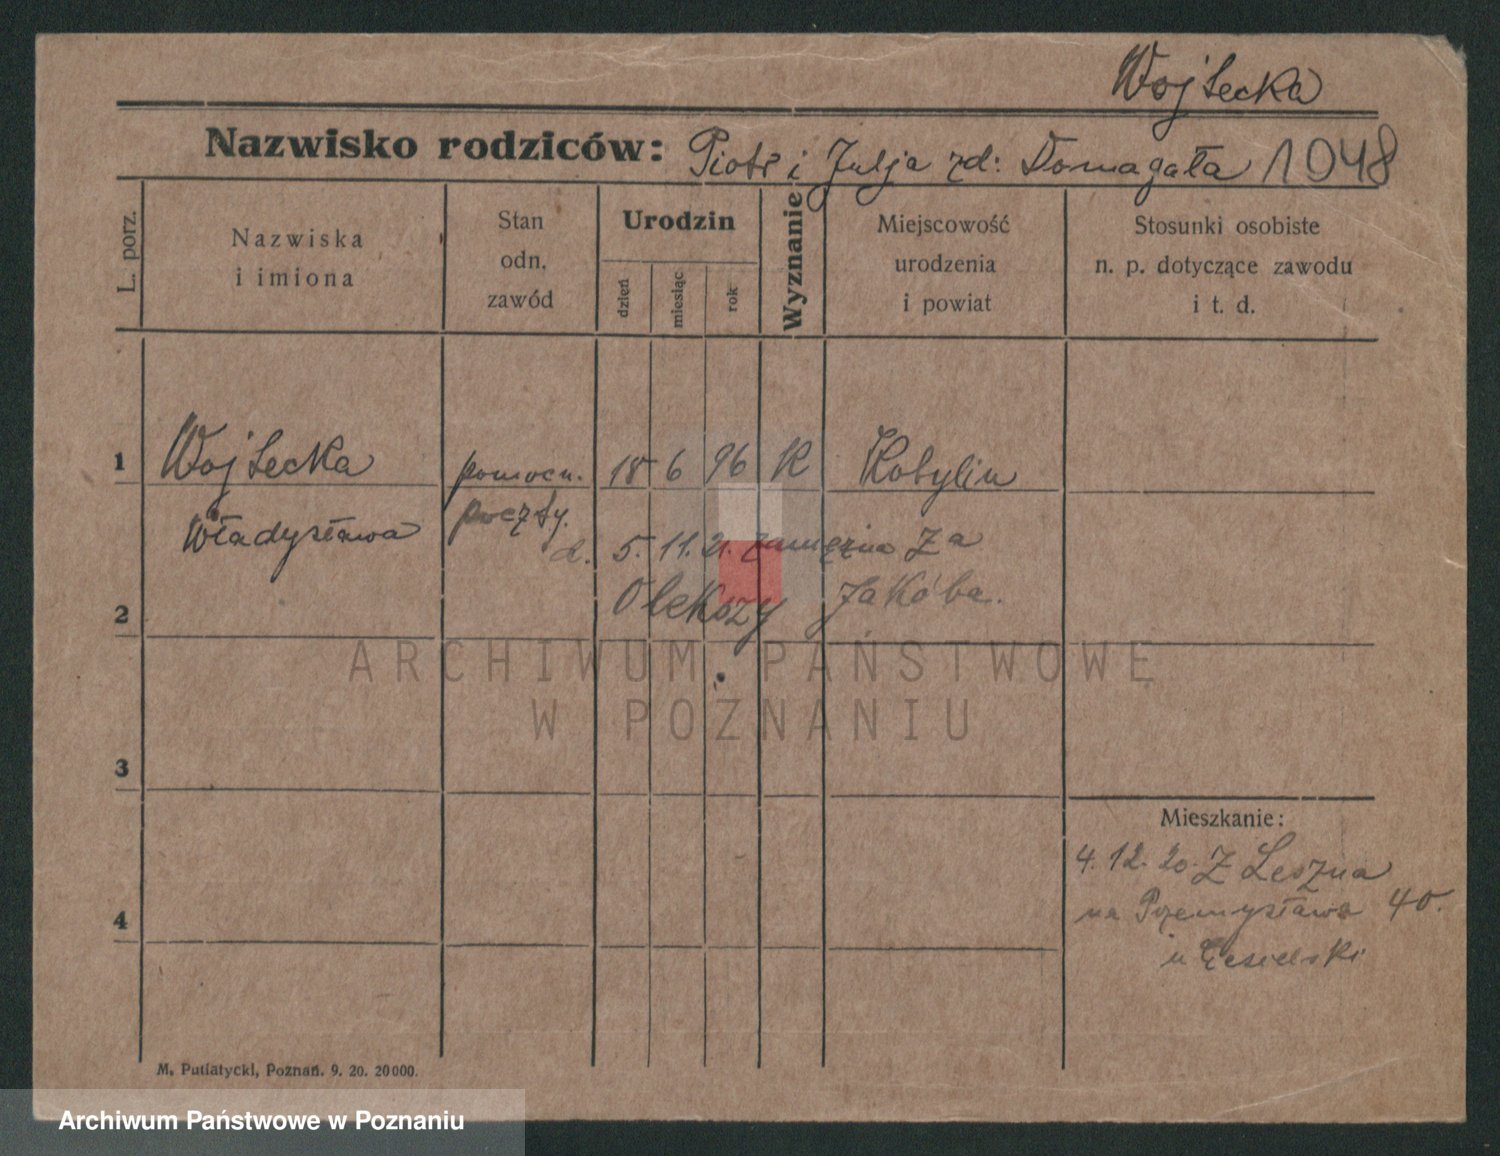 Wojtecka
Nazwisko rodziców: Piotr i Julja zd: Domagała 1048
L. porz.
Nazwiska i imiona
Stan odn. zawód
Urodzin
dzień
miesiąc
rok
Wyznanie
Miejscowość urodzenia i powiat
Stosunki osobiste n. p. dotyczące zawodu i t. d.
1 Wojtecka pomocn. 18 6 96 K Kobylin
Władysława poczty.
d. 5. 11. 21. zamężna za
2 Olekszy Jakóba.
ARCHIWUM PAŃSTWOWE
W POZNANIU
3
Mieszkanie:
4. 12. 20. Z Leszna
4 na Przemysława 40.
u
M. Putiatycki, Poznań. 9. 20. 20000.
Archiwum Państwowe w Poznaniu